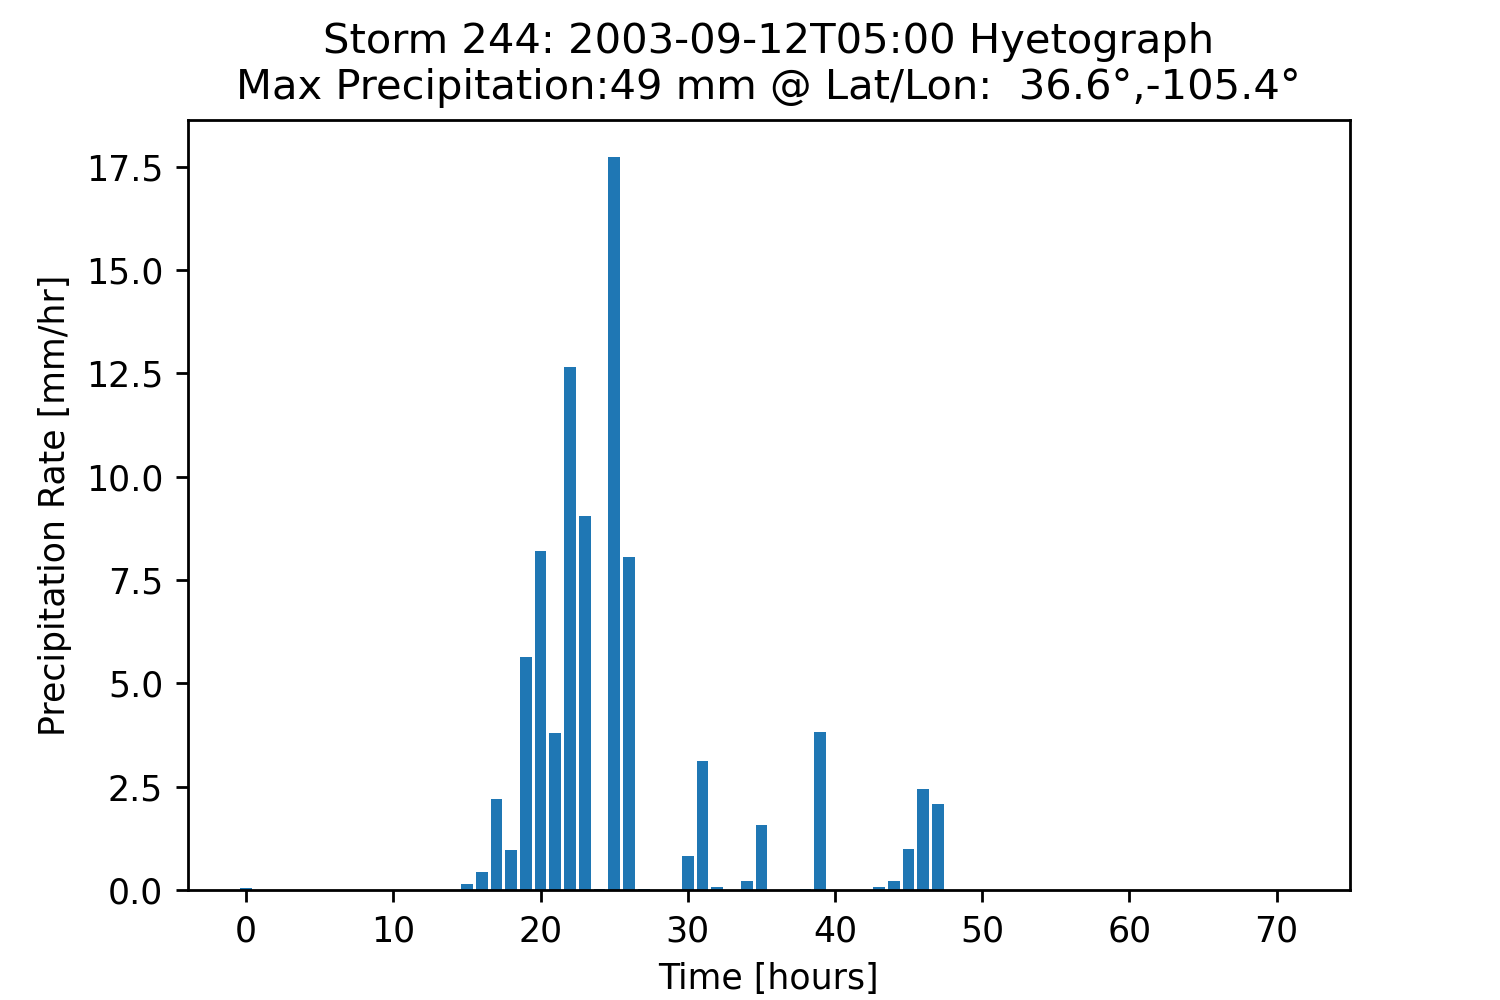 Storm 244: 2003-09-12T05:00 Hyetograph
Max Precipitation:49 mm @ Lat/Lon:  36.6°,-105.4°
17.5
15.0
12.5
10.0
7.5
5.0
2.5
0.0
Precipitation Rate [mm/hr]
0 10 20 30 40 50 60 70
Time [hours]